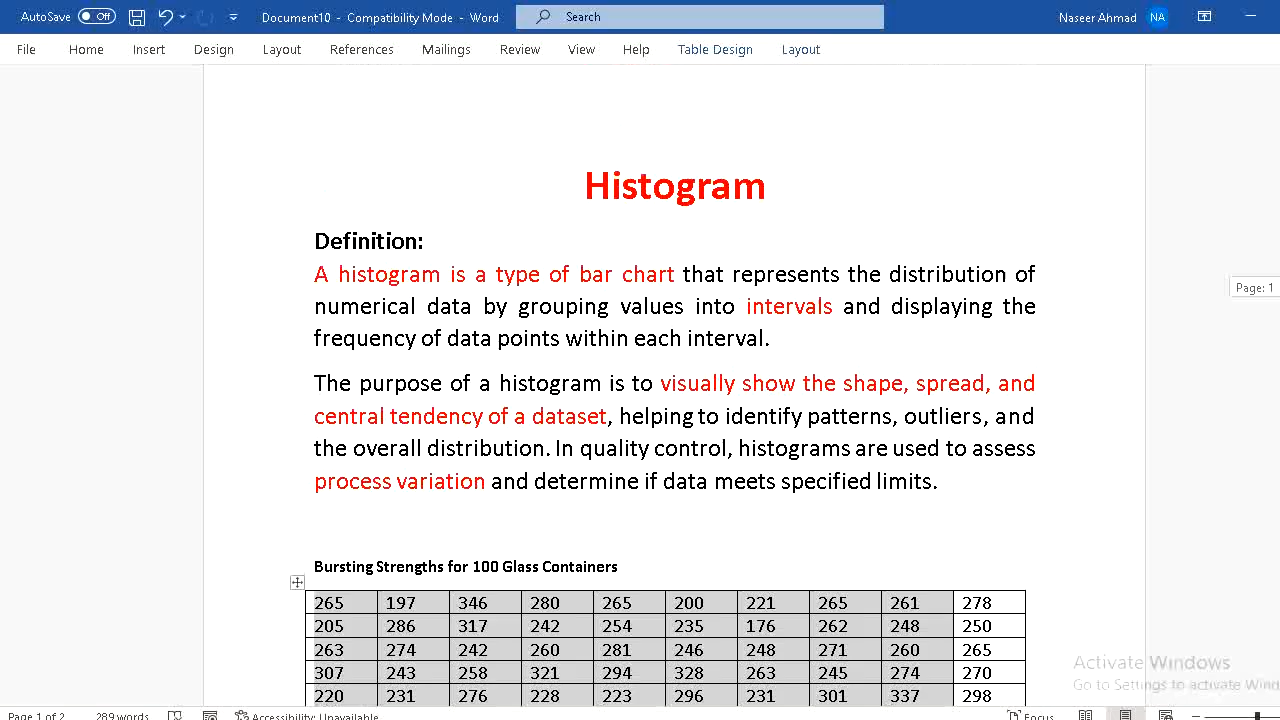 AutoSave Off Document10 - Compatibility Mode - Word Search Naseer Ahmad NA
File Home Insert Design Layout References Mailings Review View Help Table Design Layout
Histogram
Definition:
A histogram is a type of bar chart that represents the distribution of
numerical data by grouping values into intervals and displaying the
frequency of data points within each interval.
Page: 1
The purpose of a histogram is to visually show the shape, spread, and
central tendency of a dataset, helping to identify patterns, outliers, and
the overall distribution. In quality control, histograms are used to assess
process variation and determine if data meets specified limits.
Bursting Strengths for 100 Glass Containers
265 197 346 280 265 200 221 265 261 278
205 286 317 242 254 235 176 262 248 250
263 274 242 260 281 246 248 271 260 265
307 243 258 321 294 328 263 245 274 270
220 231 276 228 223 296 231 301 337 298
Activate Windows
Go to Settings to activate Wind
Page 1 of 2 289 words Accessibility: Unavailable Focus